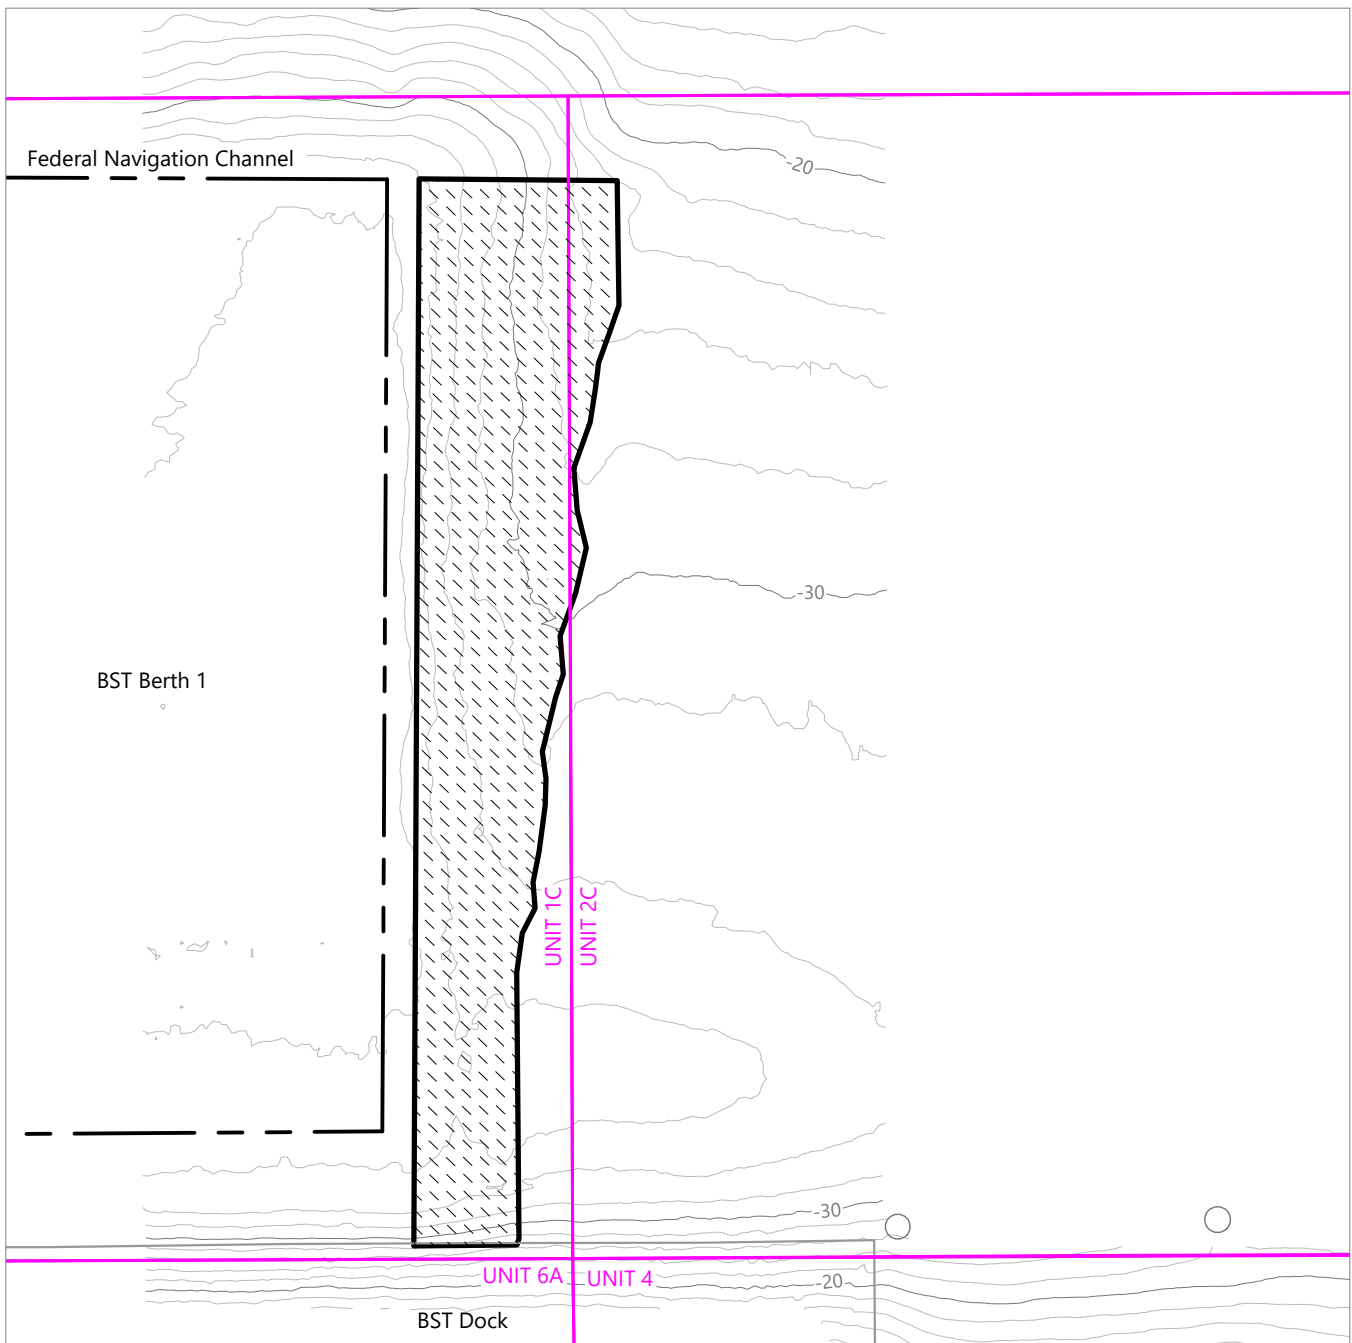 Federal Navigation Channel
-20
-30
BST Berth 1
UNIT 1C
UNIT 2C
-30
UNIT 6A
UNIT 4
-20
BST Dock